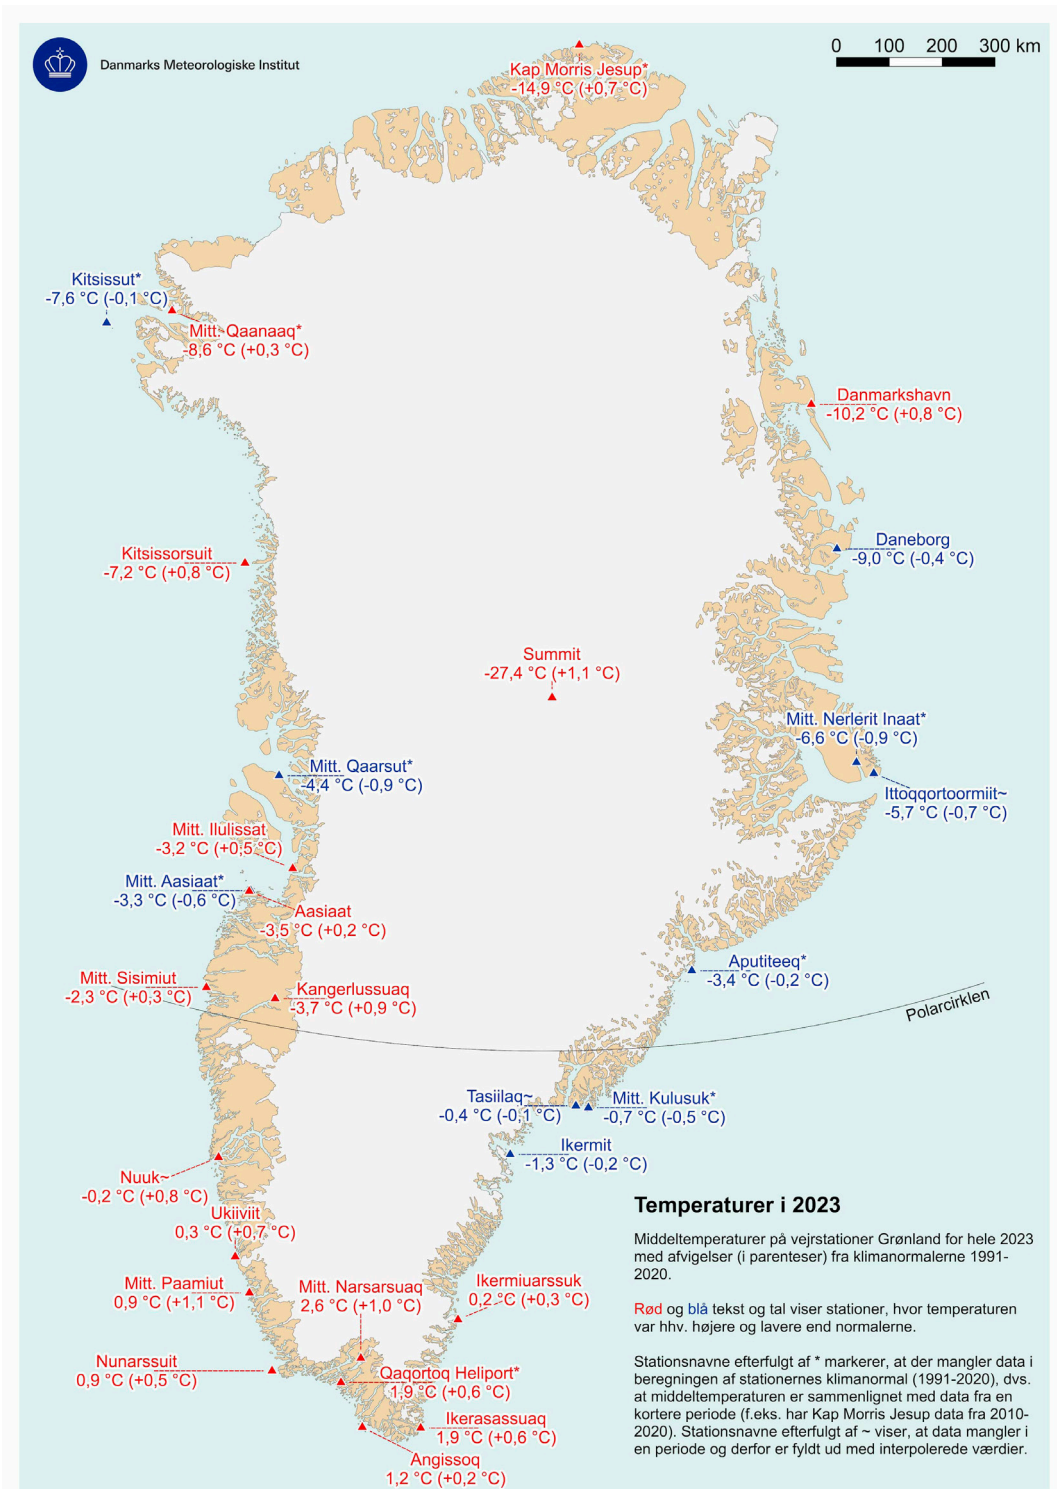 Danmarks Meteorologiske Institut
0 100 200 300 km
Kap Morris Jesup*
-14,9 °C (+0,7 °C)
Kitsissut*
-7,6 °C (-0,1 °C)
Mitt. Qaanaaq*
-8,6 °C (+0,3 °C)
Danmarkshavn
-10,2 °C (+0,8 °C)
Daneborg
-9,0 °C (-0,4 °C)
Kitsissorsuit
-7,2 °C (+0,8 °C)
Summit
-27,4 °C (+1,1 °C)
Mitt. Nerlerit Inaat*
-6,6 °C (-0,9 °C)
Mitt. Qaarsut*
-4,4 °C (-0,9 °C)
Ittoqqortoormiit~
-5,7 °C (-0,7 °C)
Mitt. Ilulissat
-3,2 °C (+0,5 °C)
Mitt. Aasiaat*
-3,3 °C (-0,6 °C)
Aasiaat
-3,5 °C (+0,2 °C)
Aputiteeq*
-3,4 °C (-0,2 °C)
Mitt. Sisimiut
-2,3 °C (+0,3 °C)
Kangerlussuaq
-3,7 °C (+0,9 °C)
Polarcirklen
Tasiilaq~
-0,4 °C (-0,1 °C)
Mitt. Kulusuk*
-0,7 °C (-0,5 °C)
Ikermit
-1,3 °C (-0,2 °C)
Nuuk~
-0,2 °C (+0,8 °C)
Ukiiviit
0,3 °C (+0,7 °C)
Mitt. Paamiut
0,9 °C (+1,1 °C)
Mitt. Narsarsuaq
2,6 °C (+1,0 °C)
Ikermiuarssuk
0,2 °C (+0,3 °C)
Nunarssuit
0,9 °C (+0,5 °C)
Qaqortoq Heliport*
1,9 °C (+0,6 °C)
Ikerasassuaq
1,9 °C (+0,6 °C)
Angissoq
1,2 °C (+0,2 °C)
Temperaturer i 2023
Middeltemperaturer på vejrstationer Grønland for hele 2023
med afvigelser (i parenteser) fra klimanormalerne 1991-
2020.
Rød og blå tekst og tal viser stationer, hvor temperaturen
var hhv. højere og lavere end normalerne.
Stationsnavne efterfulgt af * markerer, at der mangler data i
beregningen af stationernes klimanormal (1991-2020), dvs.
at middeltemperaturen er sammenlignet med data fra en
kortere periode (f.eks. har Kap Morris Jesup data fra 2010-
2020). Stationsnavne efterfulgt af ~ viser, at data mangler i
en periode og derfor er fyldt ud med interpolerede værdier.